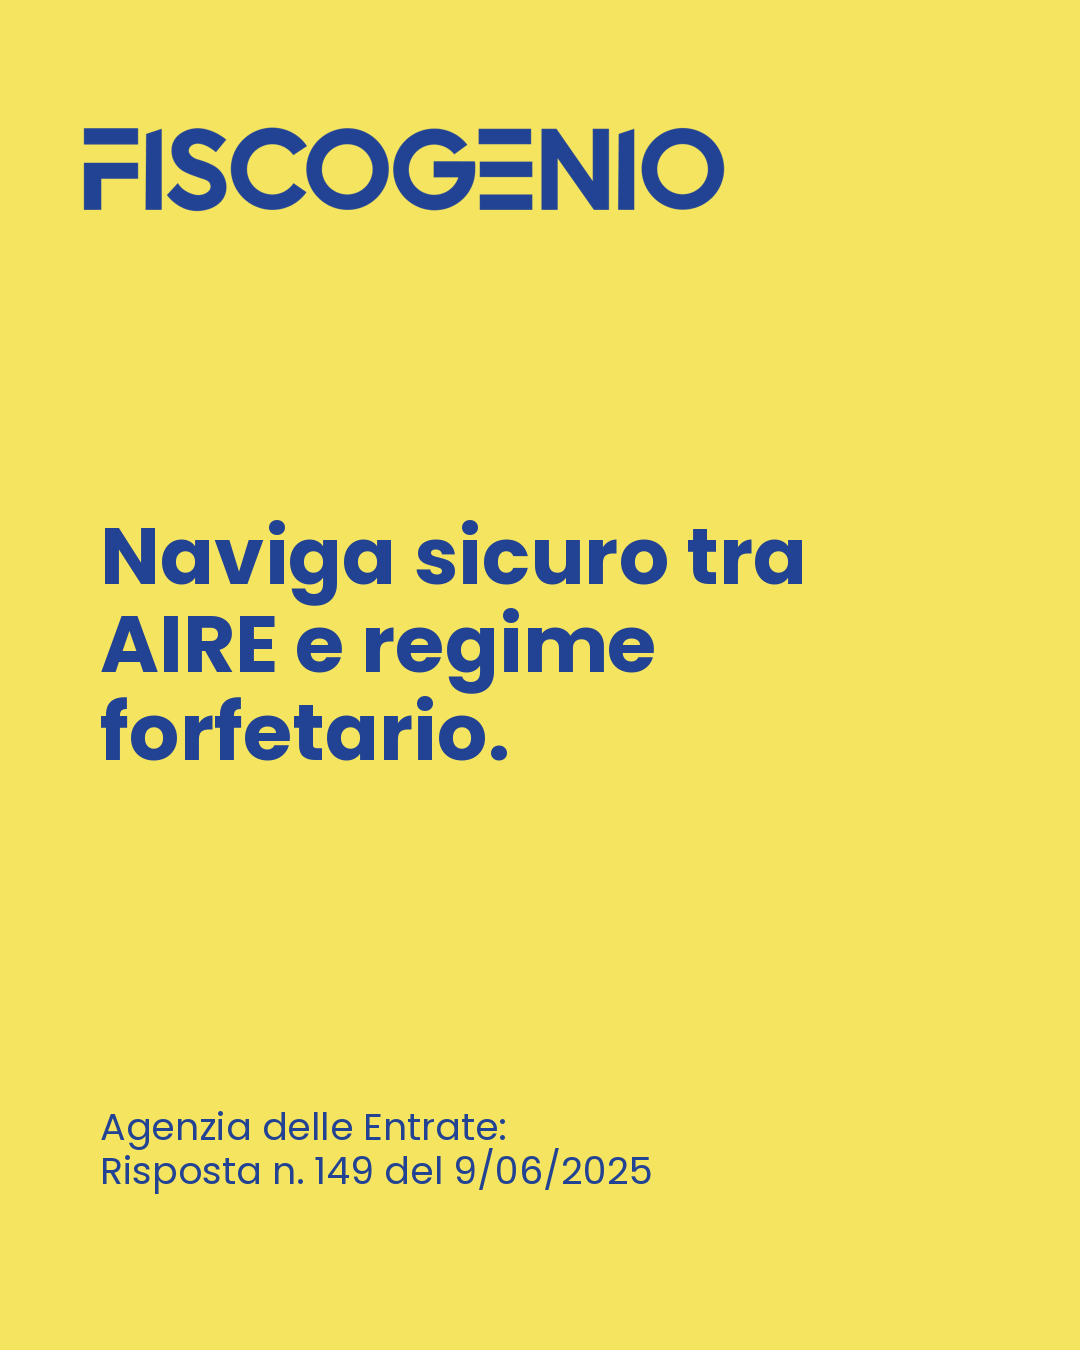 FISCOGENIO
Naviga sicuro tra
AIRE e regime
forfetario.
Agenzia delle Entrate:
Risposta n. 149 del 9/06/2025